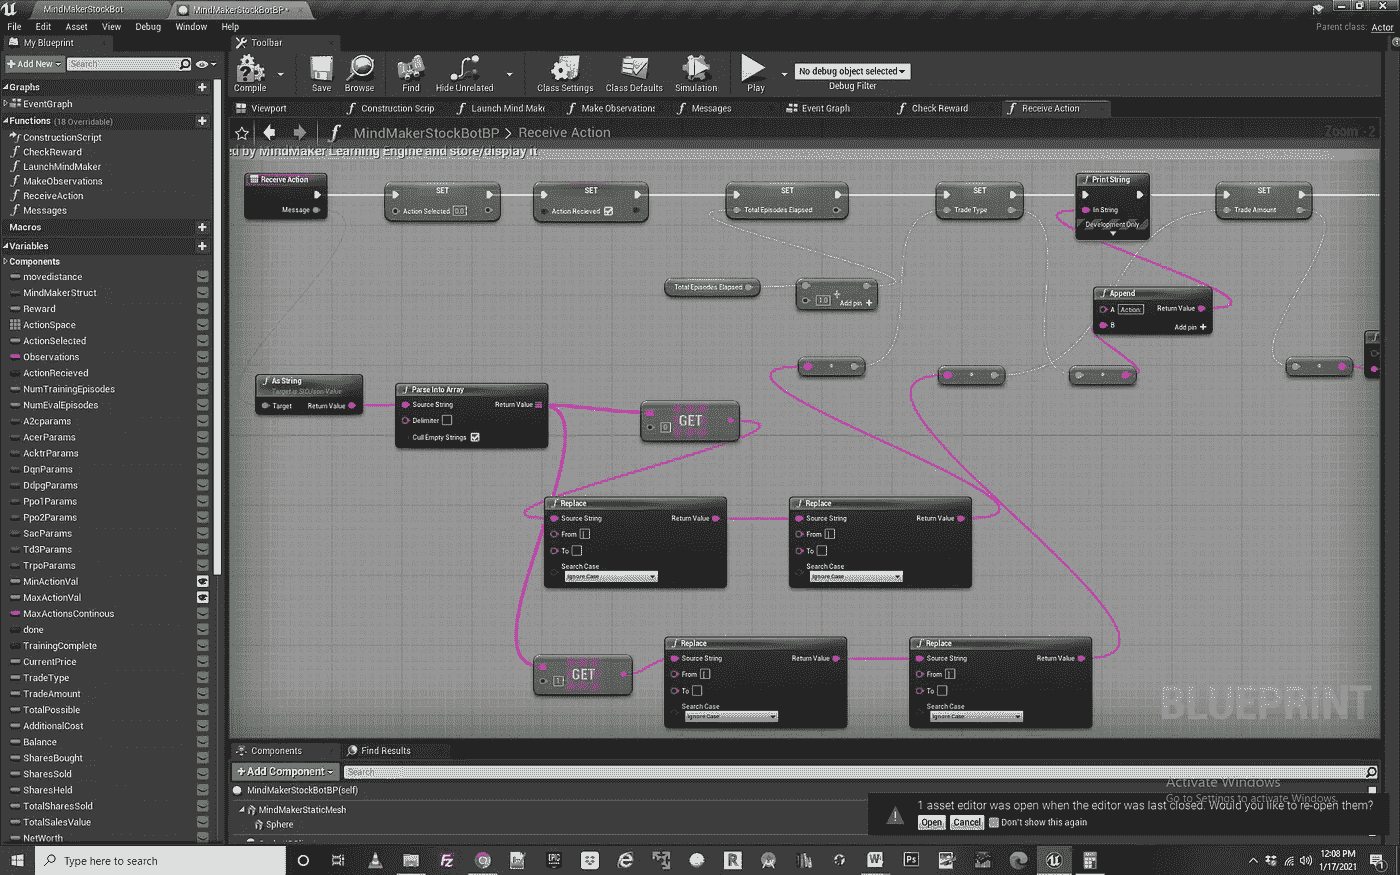 MindMakerStockBot
MindMakerStockBotBP*
File Edit Asset View Debug Window Help
Parent class: Actor
My Blueprint
Toolbar
+Add New
Search
Compile
Save
Browse
Find
Hide Unrelated
Class Settings
Class Defaults
Simulation
Play
No debug object selected
Debug Filter
Graphs
EventGraph
Functions (18 Overridable)
ConstructionScript
CheckReward
LaunchMindMaker
MakeObservations
ReceiveAction
Messages
Macros
Variables
Components
movedistance
MindMakerStruct
Reward
ActionSpace
ActionSelected
Observations
ActionRecieved
NumTrainingEpisodes
NumEvalEpisodes
A2cparams
AcerParams
AcktrParams
DqnParams
DdpgParams
Ppo1Params
Ppo2Params
SacParams
Td3Params
TrpoParams
MinActionVal
MaxActionVal
MaxActionsContinous
done
TrainingComplete
CurrentPrice
TradeType
TradeAmount
TotalPossible
AdditionalCost
Balance
SharesBought
SharesSold
SharesHeld
TotalSharesSold
TotalSalesValue
NetWorth
Viewport
Construction Scrip
Launch Mind Make
Make Observations
Messages
Event Graph
Check Reward
Receive Action
MindMakerStockBotBP > Receive Action
Zoom -2
ed by MindMaker Learning Engine and store/display it
Receive Action
Message
SET
Action Selected 0.0
SET
Action Recieved
SET
Total Episodes Elapsed
SET
Trade Type
Print String
In String
Development Only
SET
Trade Amount
Total Episodes Elapsed
1.0
Add pin +
Append
A Action: Return Value
B Add pin +
As String
Target is SIOJson Value
Target Return Value
Parse Into Array
Source String Return Value
Delimiter
Cull Empty Strings
GET
0
Replace
Source String Return Value
From [
To
Search Case
Ignore Case
Replace
Source String Return Value
From ]
To
Search Case
Ignore Case
GET
1
Replace
Source String Return Value
From [
To
Search Case
Ignore Case
Replace
Source String Return Value
From ]
To
Search Case
Ignore Case
BLUEPRINT
Components
Find Results
+Add Component
Search
MindMakerStockBotBP(self)
MindMakerStaticMesh
Sphere
Activate Windows
Go to Settings to activate Windows.
1 asset editor was open when the editor was last closed. Would you like to re-open them?
Open Cancel Don't show this again
Type here to search
12:08 PM
1/17/2021